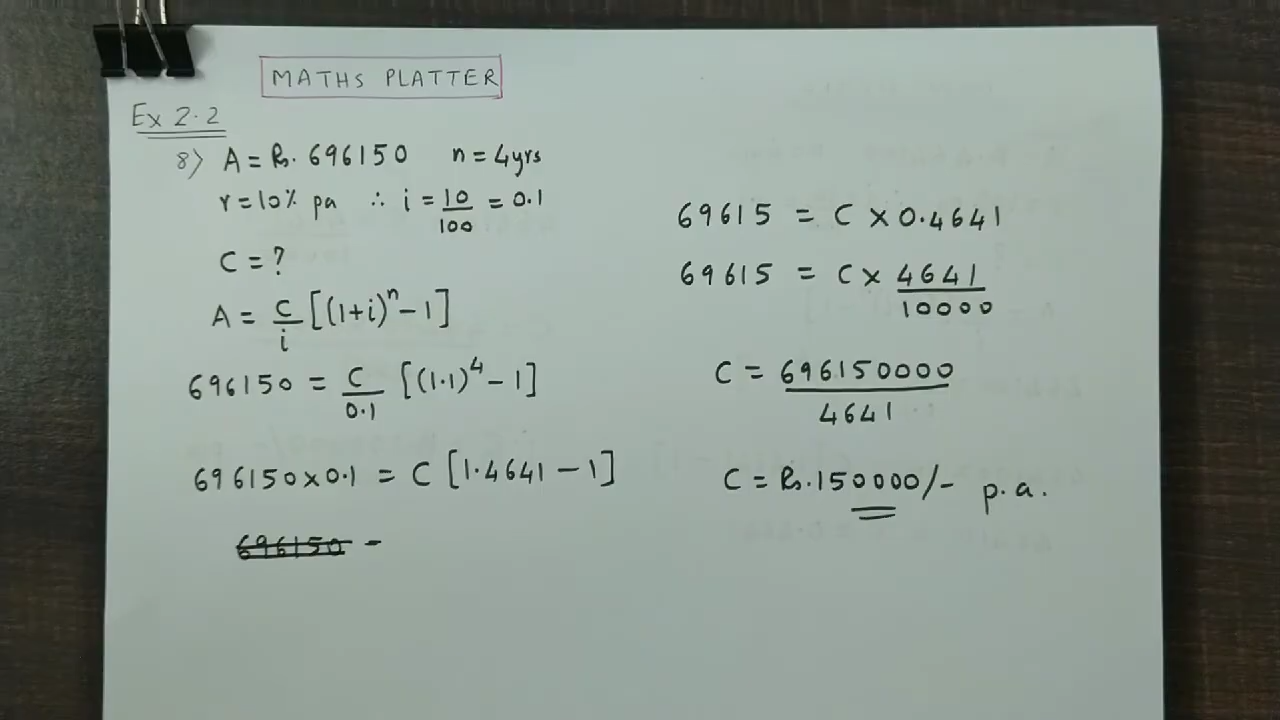 MATHS PLATTER
Ex 2.2
8) A = Rs. 696150 n = 4yrs
r = 10% pa ∴ i = 10/100 = 0.1
C = ?
A = C/i [(1+i)^n - 1]
696150 = C/0.1 [(1.1)^4 - 1]
696150 x 0.1 = C [1.4641 - 1]
696150 =
69615 = C x 0.4641
69615 = C x 4641/10000
C = 696150000/4641
C = Rs. 150000/- p.a.